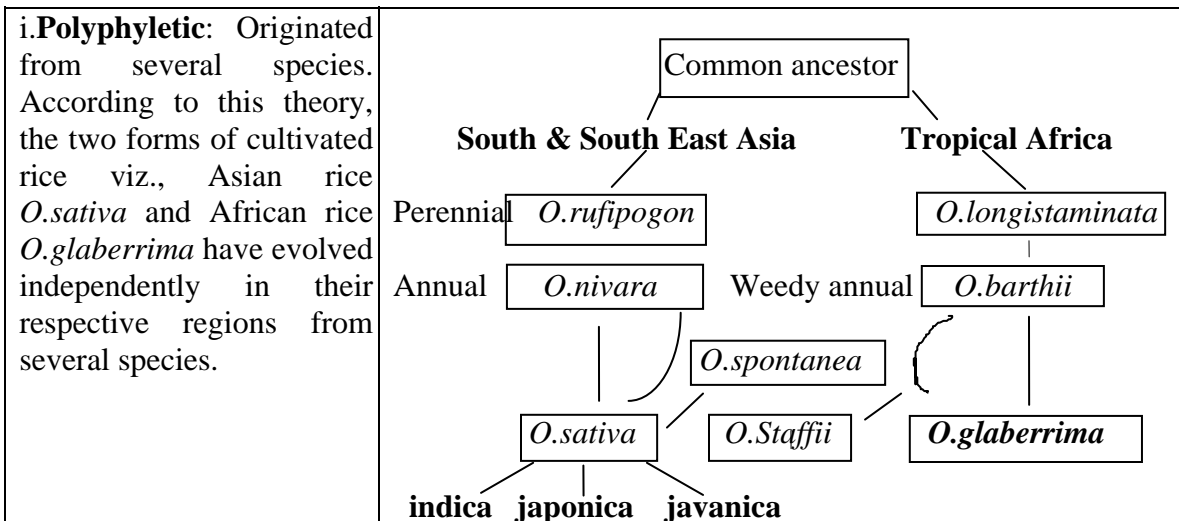 i.Polyphyletic: Originated
from several species.
According to this theory,
the two forms of cultivated
rice viz., Asian rice
O.sativa and African rice
O.glaberrima have evolved
independently in their
respective regions from
several species.
Common ancestor
South & South East Asia Tropical Africa
Perennial O.rufipogon O.longistaminata
Annual O.nivara Weedy annual O.barthii
O.spontanea
O.sativa O.Staffii O.glaberrima
indica japonica javanica